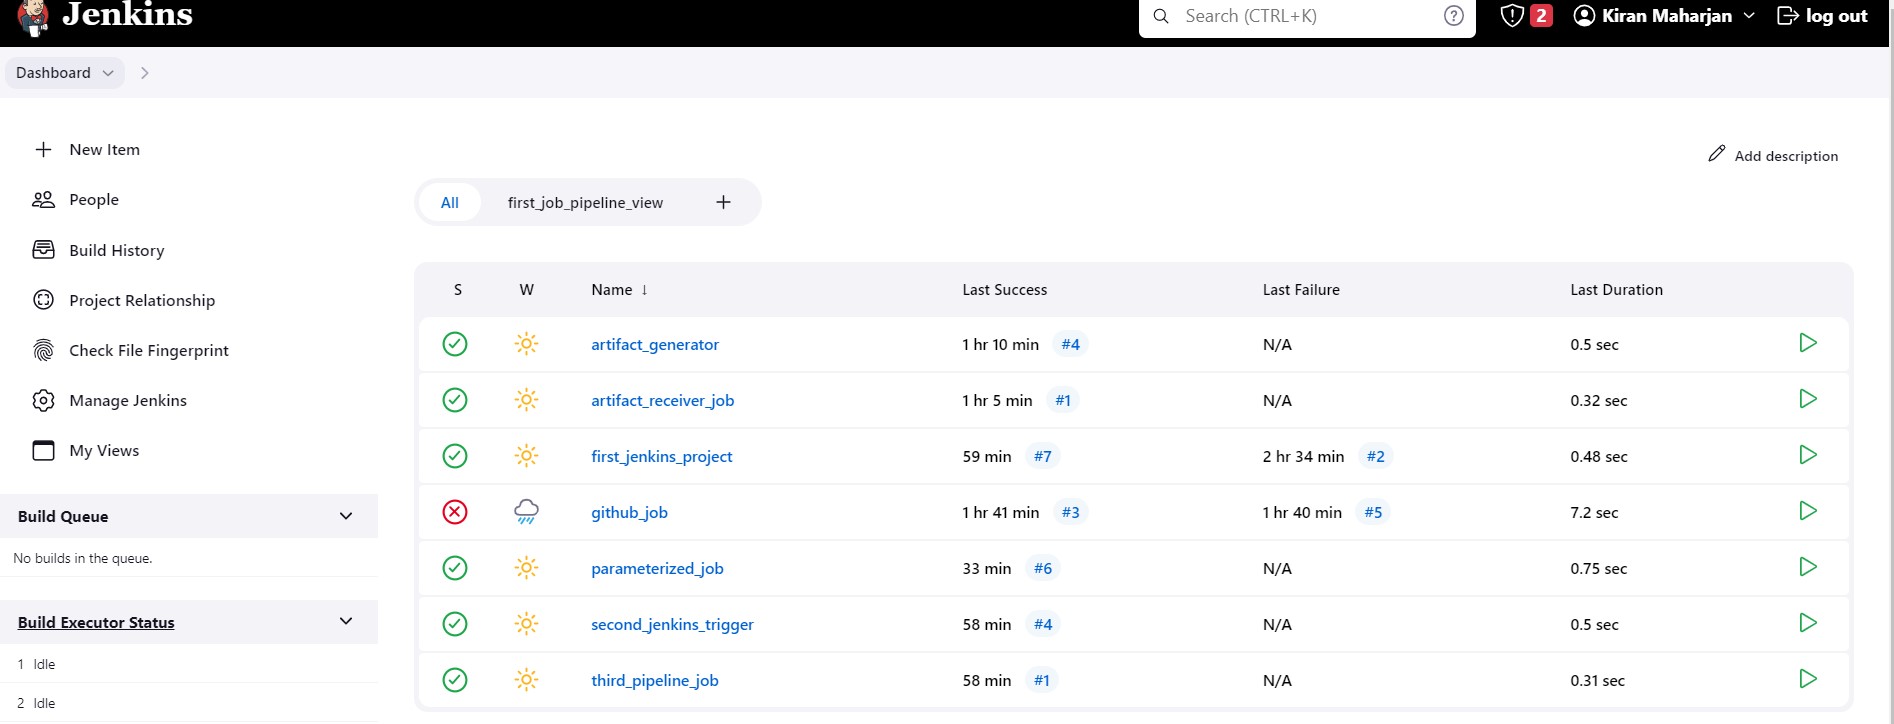 Jenkins
Search (CTRL+K)
2
Kiran Maharjan
log out
Dashboard
New Item
People
Build History
Project Relationship
Check File Fingerprint
Manage Jenkins
My Views
Build Queue
No builds in the queue.
Build Executor Status
1 Idle
2 Idle
Add description
All first_job_pipeline_view +
S W Name ↓ Last Success Last Failure Last Duration
artifact_generator 1 hr 10 min #4 N/A 0.5 sec
artifact_receiver_job 1 hr 5 min #1 N/A 0.32 sec
first_jenkins_project 59 min #7 2 hr 34 min #2 0.48 sec
github_job 1 hr 41 min #3 1 hr 40 min #5 7.2 sec
parameterized_job 33 min #6 N/A 0.75 sec
second_jenkins_trigger 58 min #4 N/A 0.5 sec
third_pipeline_job 58 min #1 N/A 0.31 sec